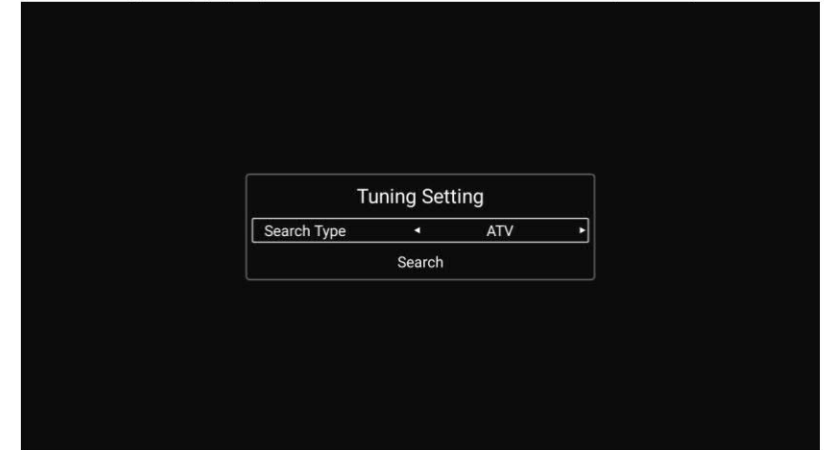 Tuning Setting
Search Type ◂ ATV ▸
Search